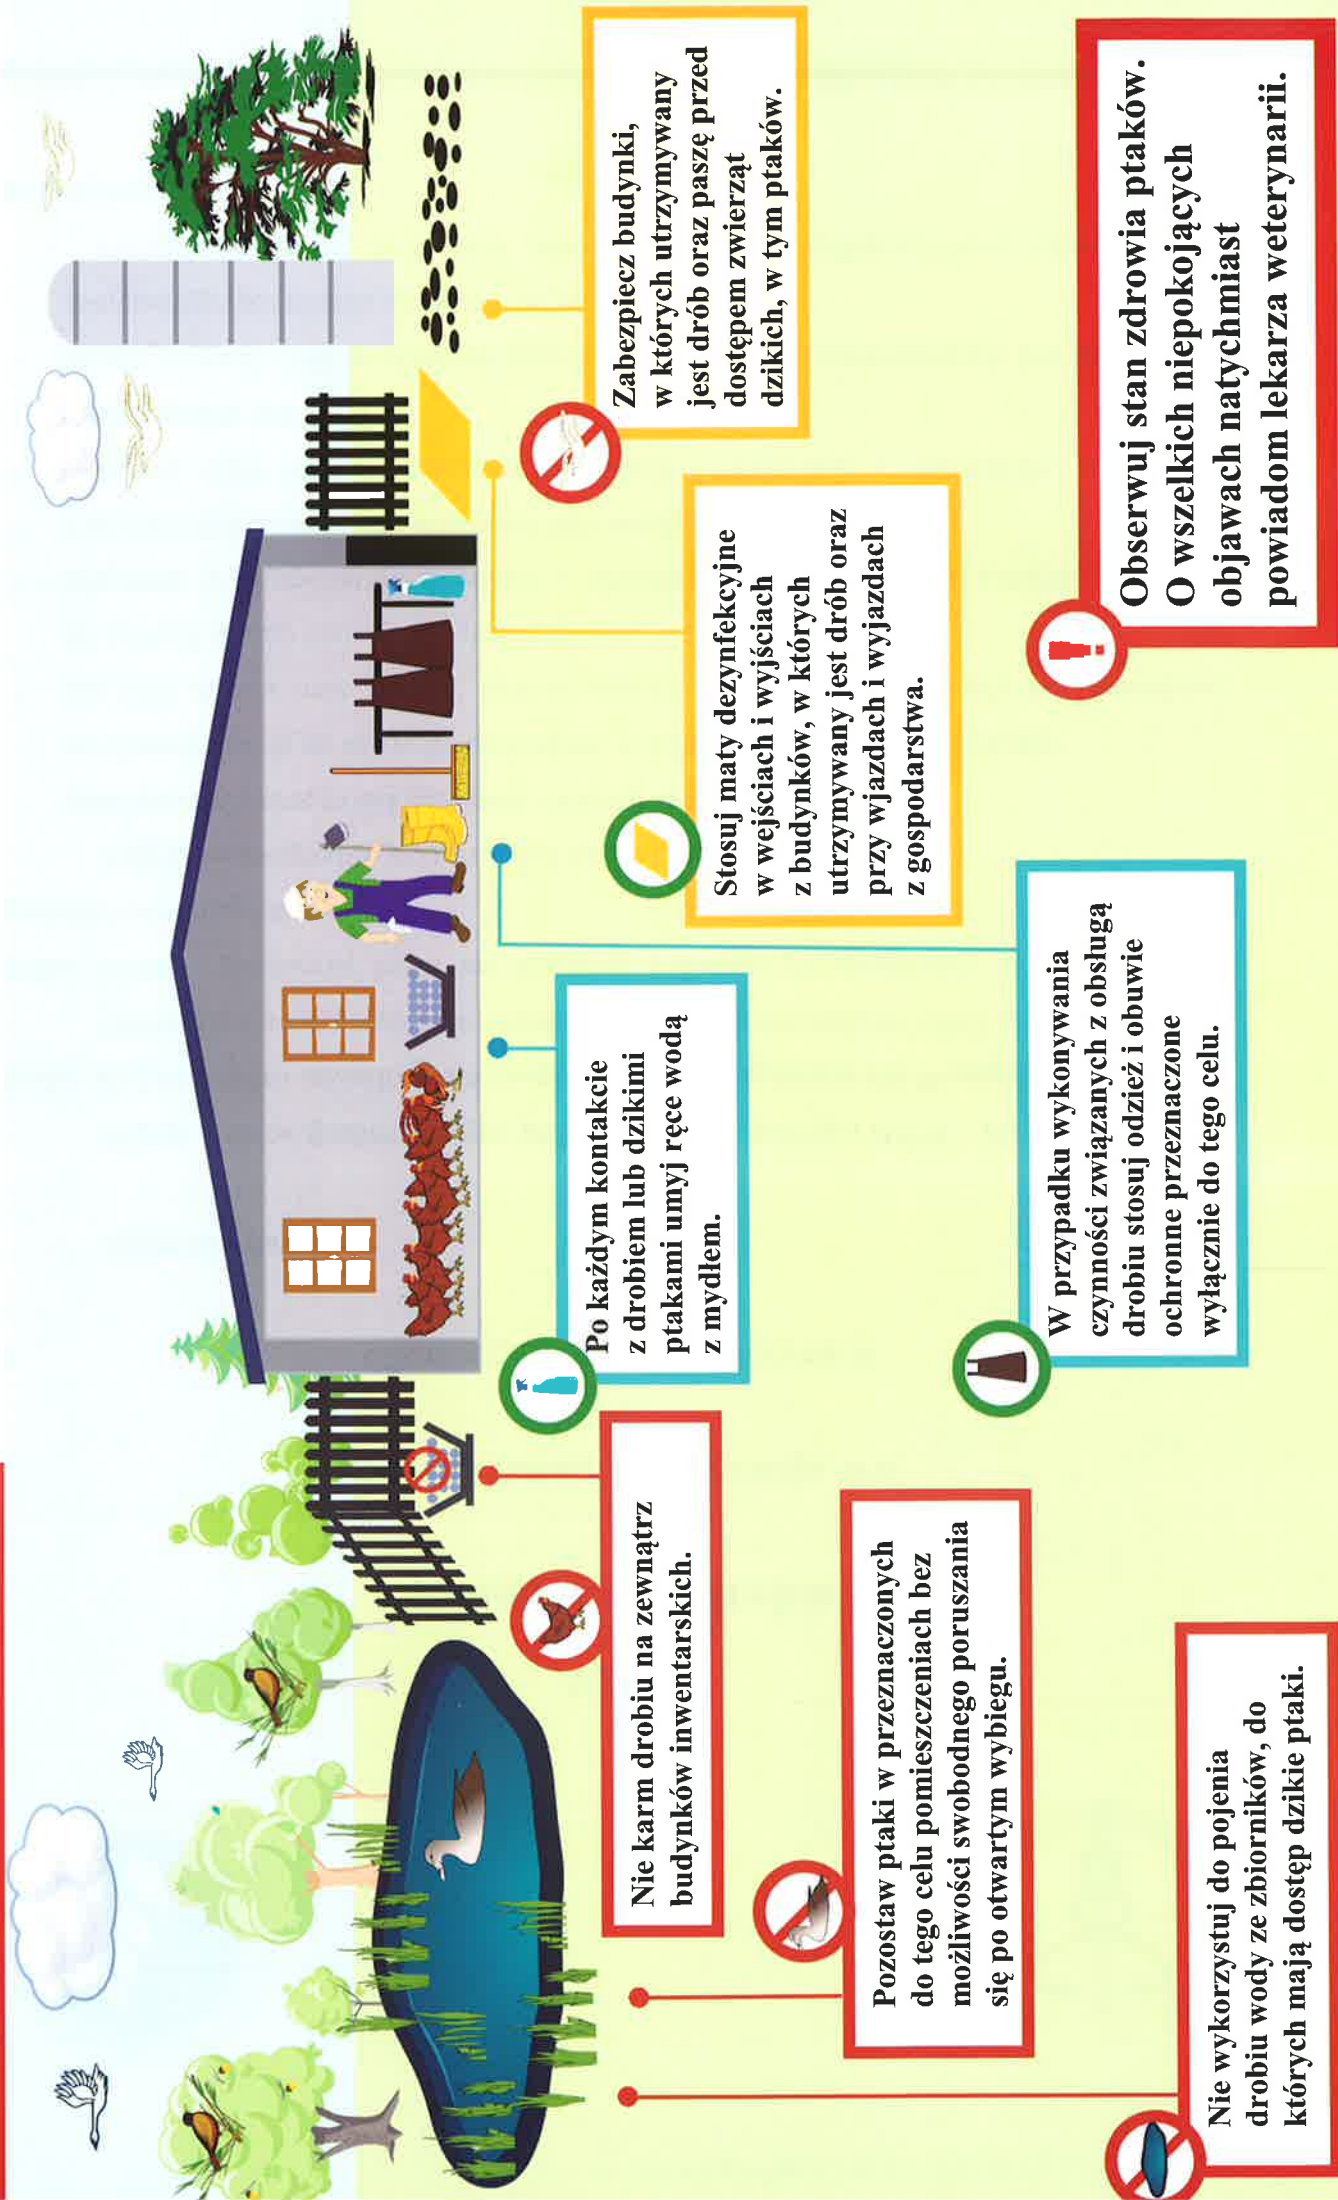 Nie karm drobiu na zewnątrz
budynków inwentarskich.
Po każdym kontakcie
z drobiem lub dzikimi
ptakami umyj ręce wodą
z mydłem.
Stosuj maty dezynfekcyjne
w wejściach i wyjściach
z budynków, w których
utrzymywany jest drób oraz
przy wjazdach i wyjazdach
z gospodarstwa.
Zabezpiecz budynki,
w których utrzymywany
jest drób oraz paszę przed
dostępem zwierząt
dzikich, w tym ptaków.
Pozostaw ptaki w przeznaczonych
do tego celu pomieszczeniach bez
możliwości swobodnego poruszania
się po otwartym wybiegu.
W przypadku wykonywania
czynności związanych z obsługą
drobiu stosuj odzież i obuwie
ochronne przeznaczone
wyłącznie do tego celu.
Nie wykorzystuj do pojenia
drobiu wody ze zbiorników, do
których mają dostęp dzikie ptaki.
Obserwuj stan zdrowia ptaków.
O wszelkich niepokojących
objawach natychmiast
powiadom lekarza weterynarii.